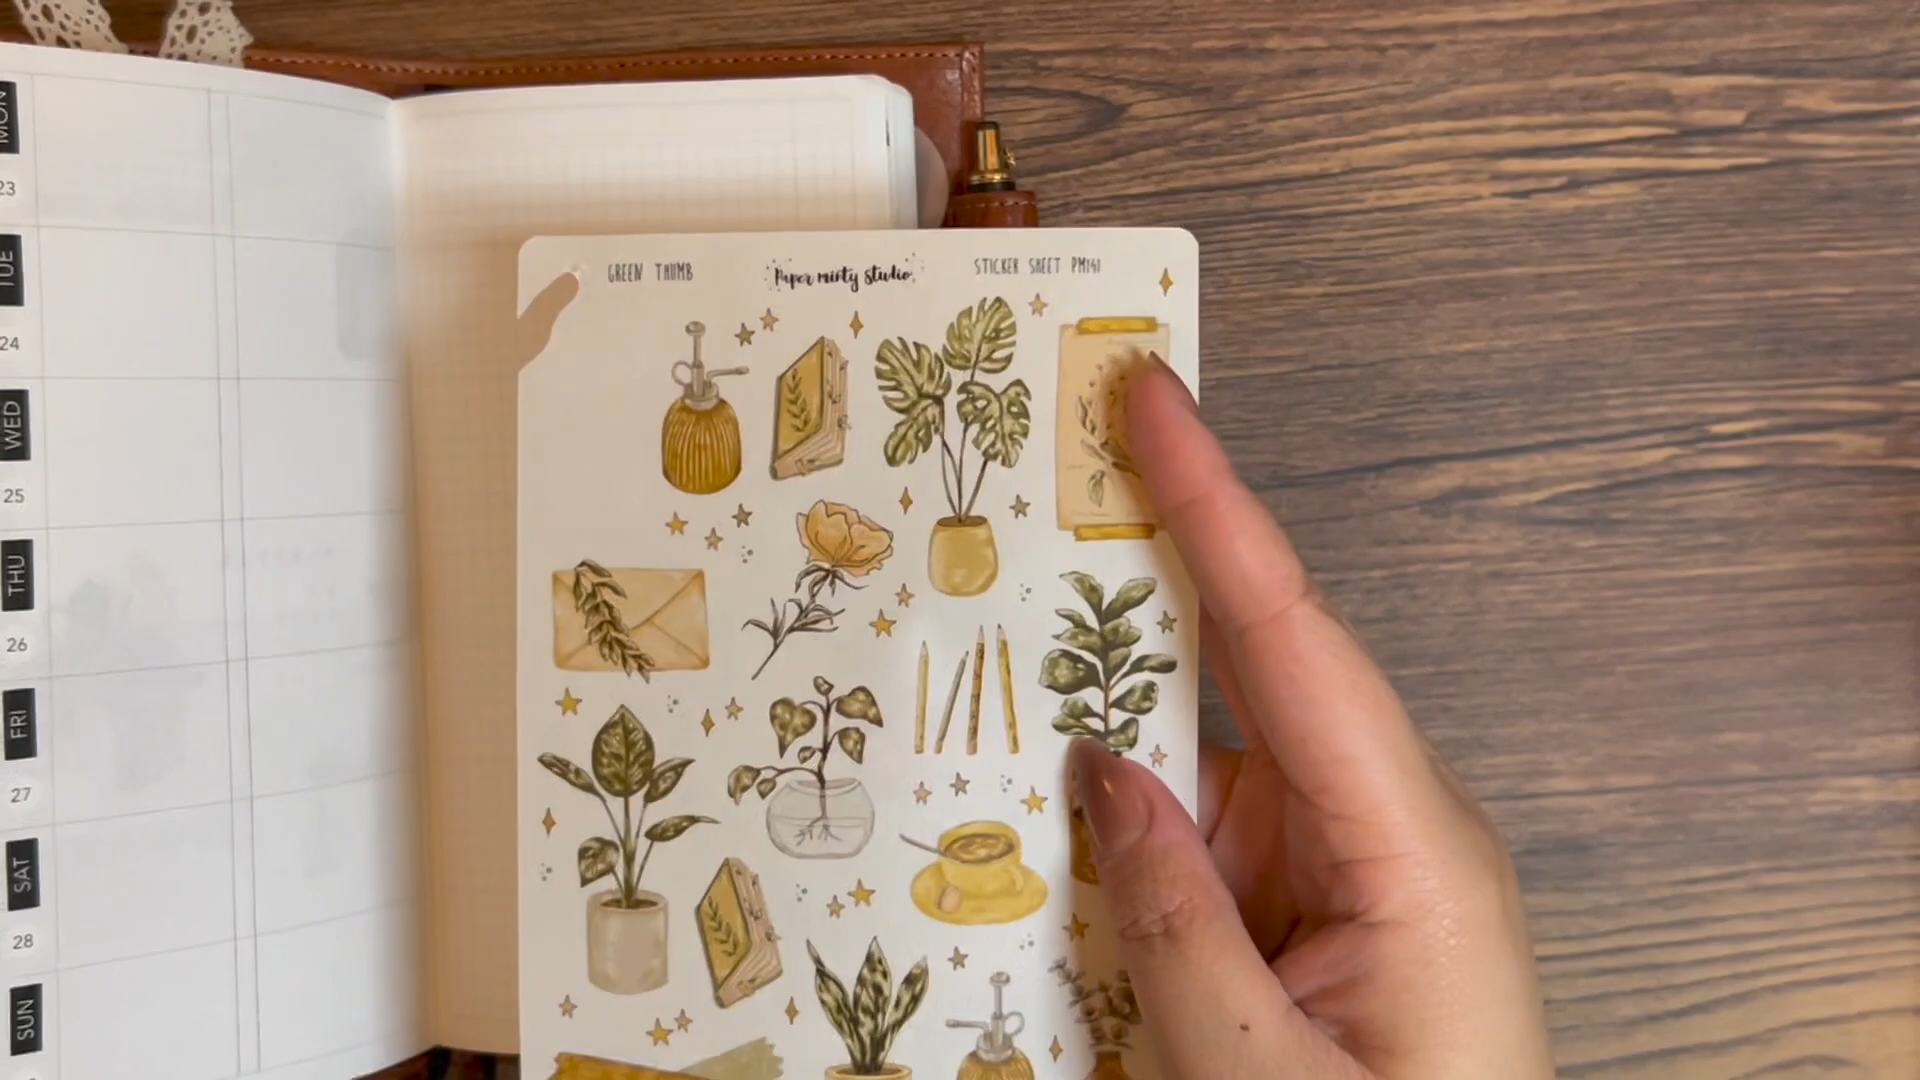 GREEN THUMB
Paper minty studio
STICKER SHEET PM141
MON
23
TUE
24
WED
25
THU
26
FRI
27
SAT
28
SUN